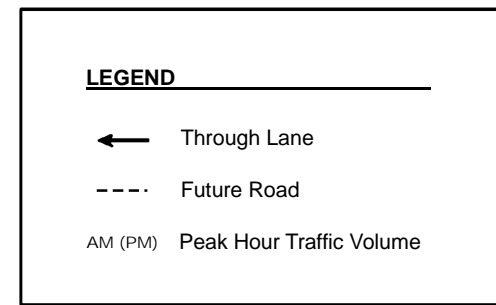 LEGEND
Through Lane
Future Road
AM (PM) Peak Hour Traffic Volume